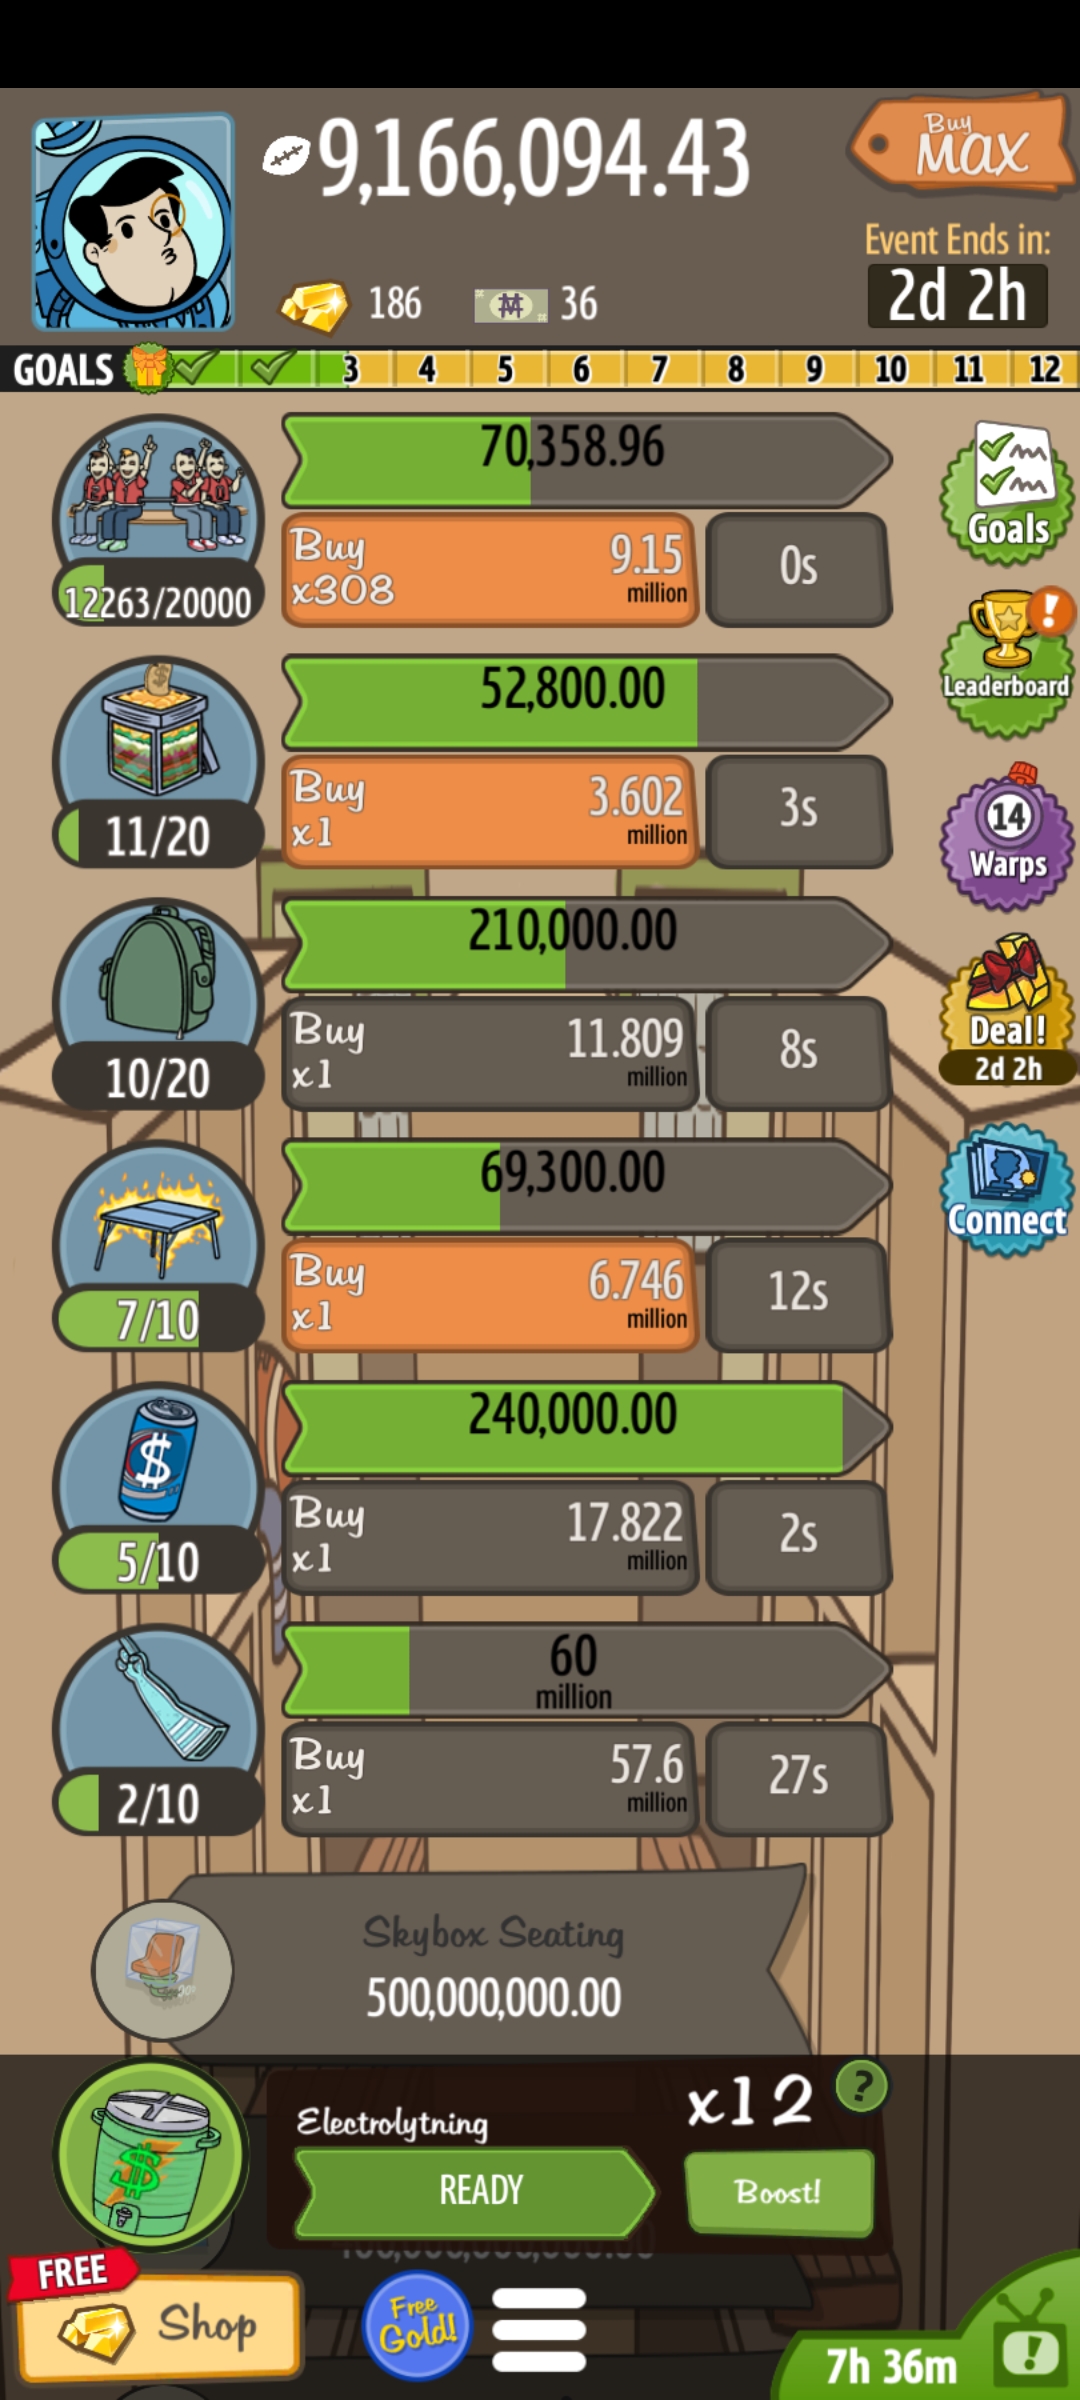 9,166,094.43
Buy
MAX
Event Ends in:
2d 2h
186
36
GOALS 3 4 5 6 7 8 9 10 11 12
70,358.96
Buy
x308
9.15
million
0s
12263/20000
Goals
52,800.00
Buy
x1
3.602
million
3s
11/20
Leaderboard
210,000.00
Buy
x1
11.809
million
8s
10/20
14
Warps
69,300.00
Buy
x1
6.746
million
12s
7/10
Deal!
2d 2h
240,000.00
Buy
x1
17.822
million
2s
5/10
Connect
60
million
Buy
x1
57.6
million
27s
2/10
Skybox Seating
500,000,000.00
Electrolytning
x12
?
READY
Boost!
FREE
Shop
Free
Gold!
7h 36m